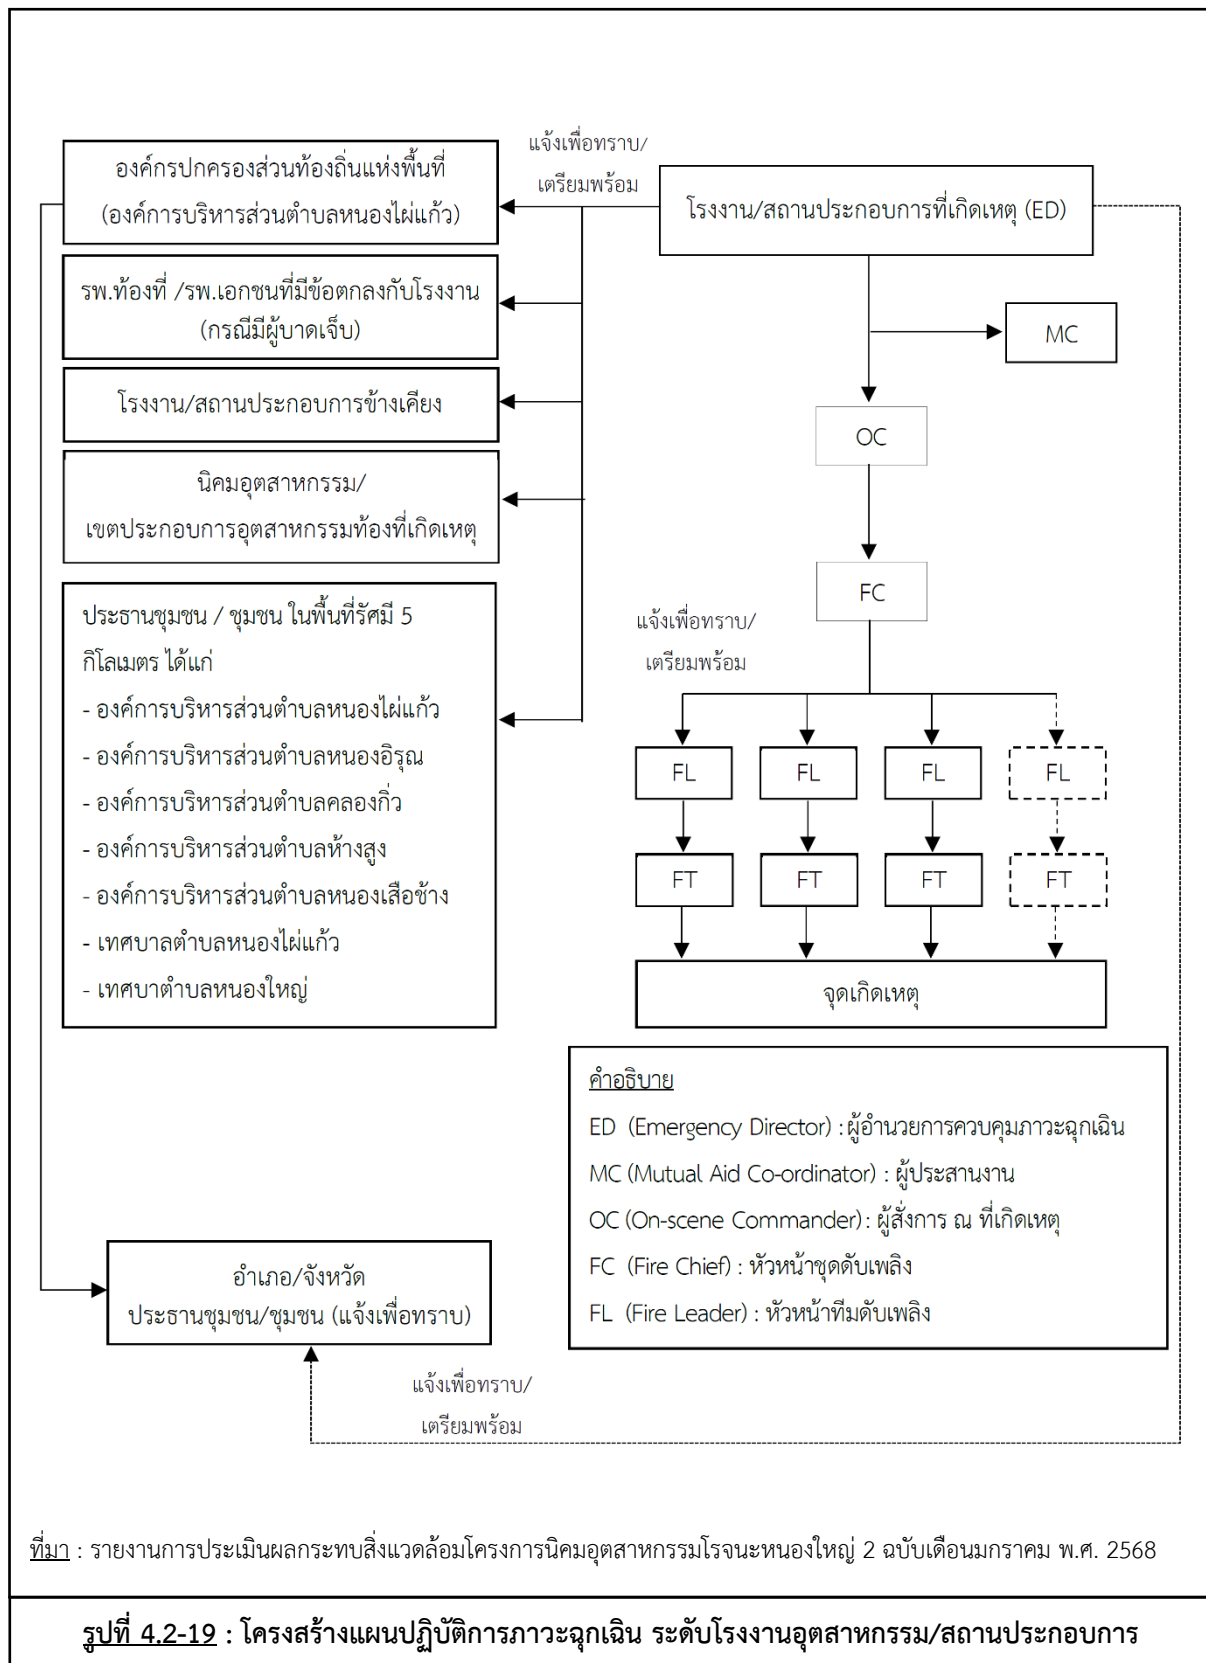 แจ้งเพื่อทราบ/
เตรียมพร้อม
องค์กรปกครองส่วนท้องถิ่นแห่งพื้นที่
(องค์การบริหารส่วนตำบลหนองไผ่แก้ว)
โรงงาน/สถานประกอบการที่เกิดเหตุ (ED)
รพ.ท้องที่ /รพ.เอกชนที่มีข้อตกลงกับโรงงาน
(กรณีมีผู้บาดเจ็บ)
MC
โรงงาน/สถานประกอบการข้างเคียง
OC
นิคมอุตสาหกรรม/
เขตประกอบการอุตสาหกรรมท้องที่เกิดเหตุ
FC
ประธานชุมชน / ชุมชน ในพื้นที่รัศมี 5
กิโลเมตร ได้แก่
- องค์การบริหารส่วนตำบลหนองไผ่แก้ว
- องค์การบริหารส่วนตำบลหนองอิรุณ
- องค์การบริหารส่วนตำบลคลองกิ่ว
- องค์การบริหารส่วนตำบลห้างสูง
- องค์การบริหารส่วนตำบลหนองเสือช้าง
- เทศบาลตำบลหนองไผ่แก้ว
- เทศบาตำบลหนองใหญ่
แจ้งเพื่อทราบ/
เตรียมพร้อม
FL FL FL FL
FT FT FT FT
จุดเกิดเหตุ
คำอธิบาย
ED (Emergency Director) : ผู้อำนวยการควบคุมภาวะฉุกเฉิน
MC (Mutual Aid Co-ordinator) : ผู้ประสานงาน
OC (On-scene Commander) : ผู้สั่งการ ณ ที่เกิดเหตุ
FC (Fire Chief) : หัวหน้าชุดดับเพลิง
FL (Fire Leader) : หัวหน้าทีมดับเพลิง
อำเภอ/จังหวัด
ประธานชุมชน/ชุมชน (แจ้งเพื่อทราบ)
แจ้งเพื่อทราบ/
เตรียมพร้อม
ที่มา : รายงานการประเมินผลกระทบสิ่งแวดล้อมโครงการนิคมอุตสาหกรรมโรจนะหนองใหญ่ 2 ฉบับเดือนมกราคม พ.ศ. 2568
รูปที่ 4.2-19 : โครงสร้างแผนปฏิบัติการภาวะฉุกเฉิน ระดับโรงงานอุตสาหกรรม/สถานประกอบการ